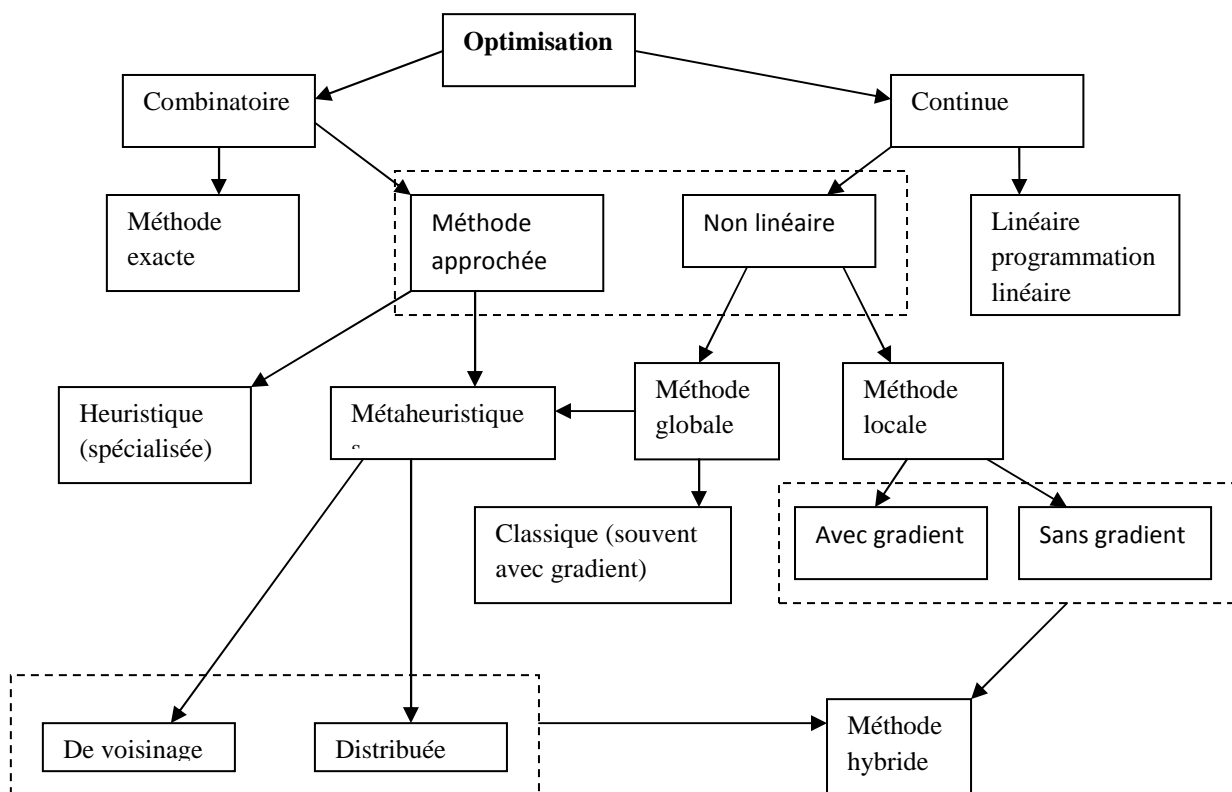 Optimisation
Combinatoire
Continue
Méthode
exacte
Méthode
approchée
Non linéaire
Linéaire
programmation
linéaire
Heuristique
(spécialisée)
Métaheuristique
Méthode
globale
Méthode
locale
Classique (souvent
avec gradient)
Avec gradient
Sans gradient
De voisinage
Distribuée
Méthode
hybride